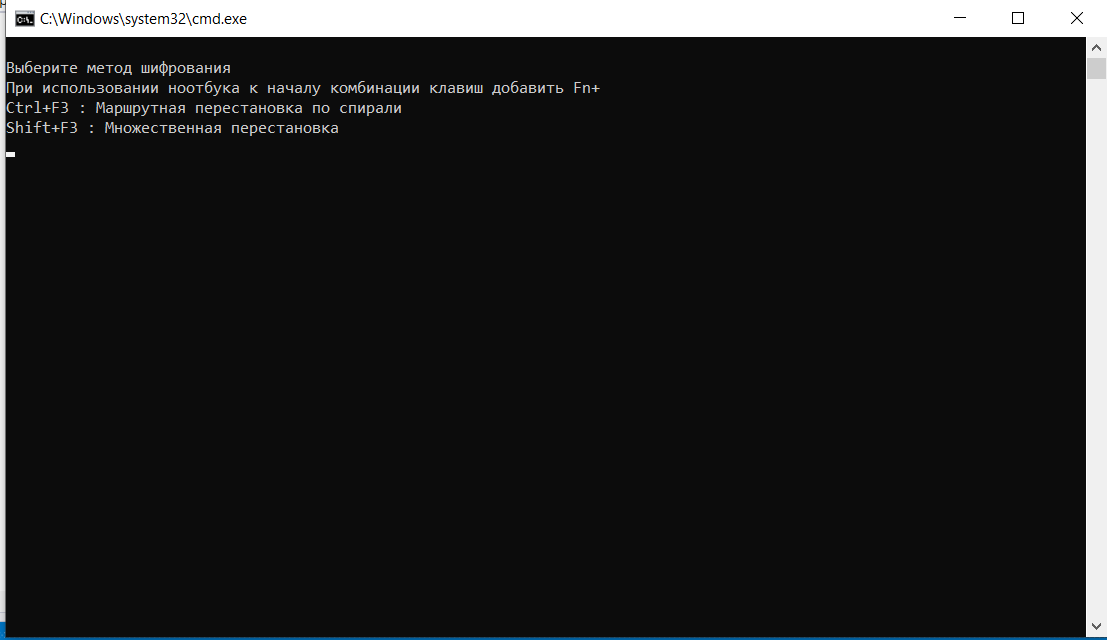 C:\Windows\system32\cmd.exe
Выберите метод шифрования
При использовании ноотбука к началу комбинации клавиш добавить Fn+
Ctrl+F3 : Маршрутная перестановка по спирали
Shift+F3 : Множественная перестановка